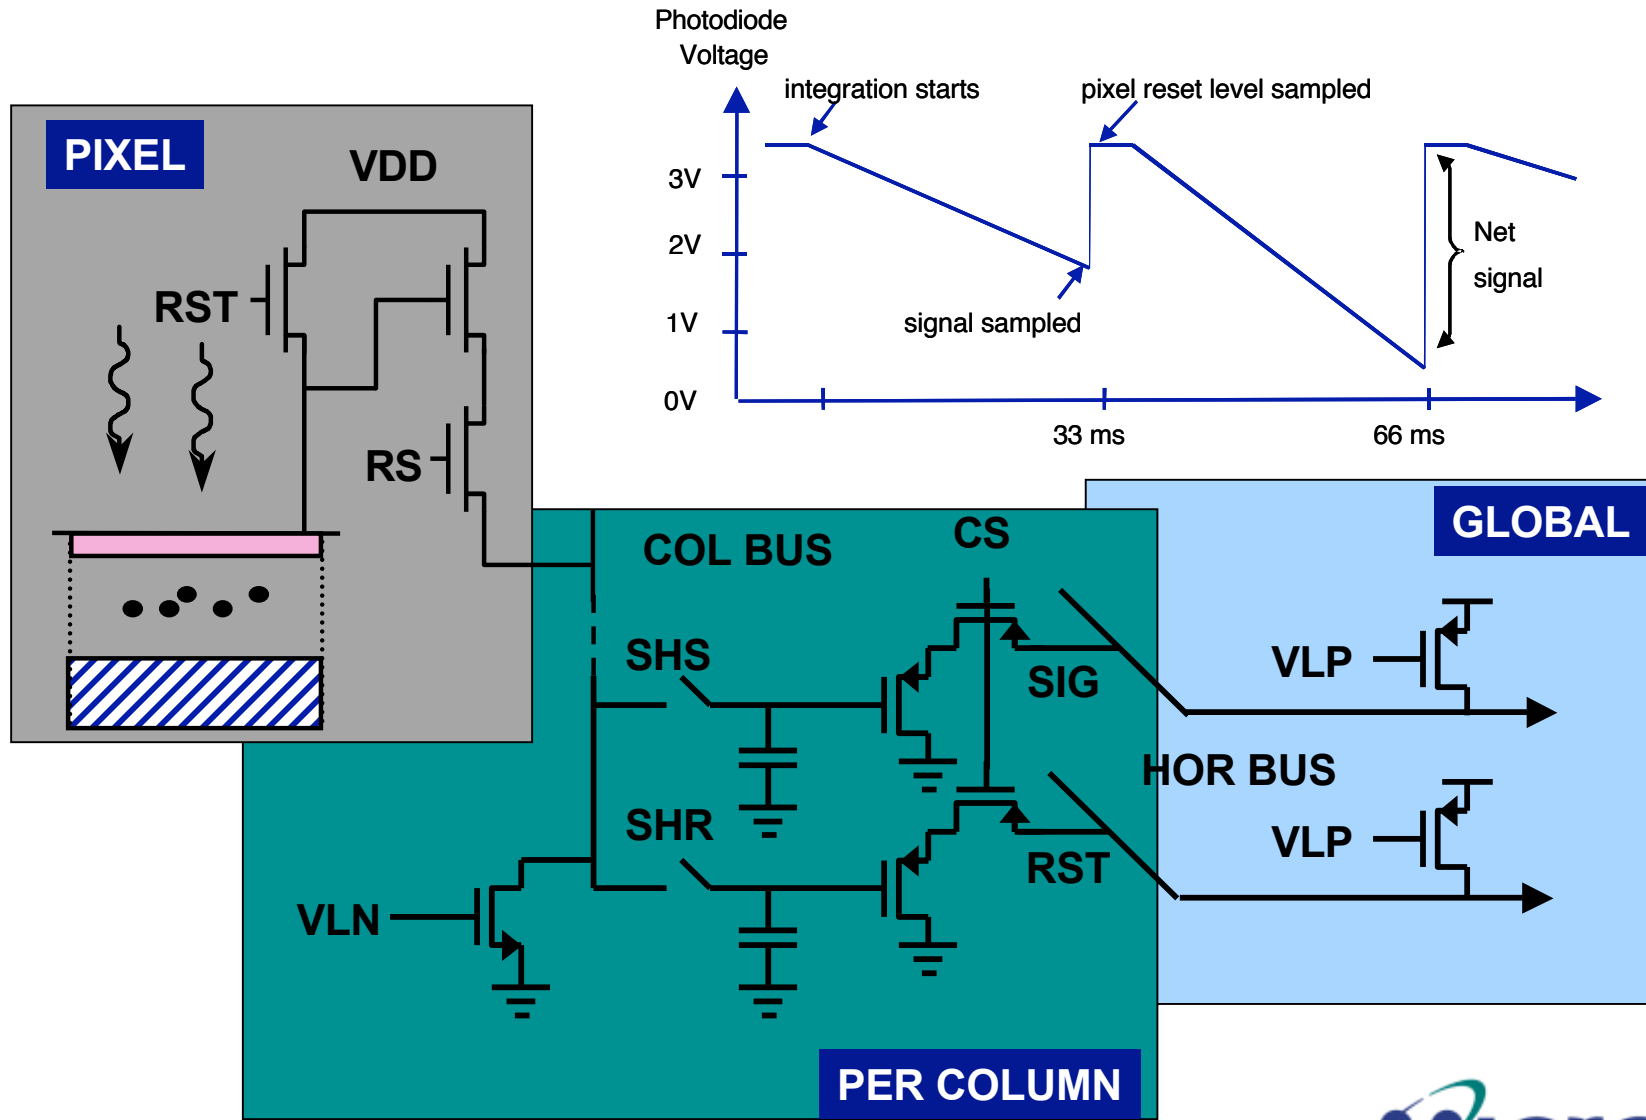 Photodiode
Voltage
integration starts
pixel reset level sampled
3V
2V
1V
0V
signal sampled
Net
signal
33 ms
66 ms
PIXEL
VDD
RST
RS
COL BUS
CS
GLOBAL
SHS
SIG
VLP
HOR BUS
SHR
RST
VLP
VLN
PER COLUMN